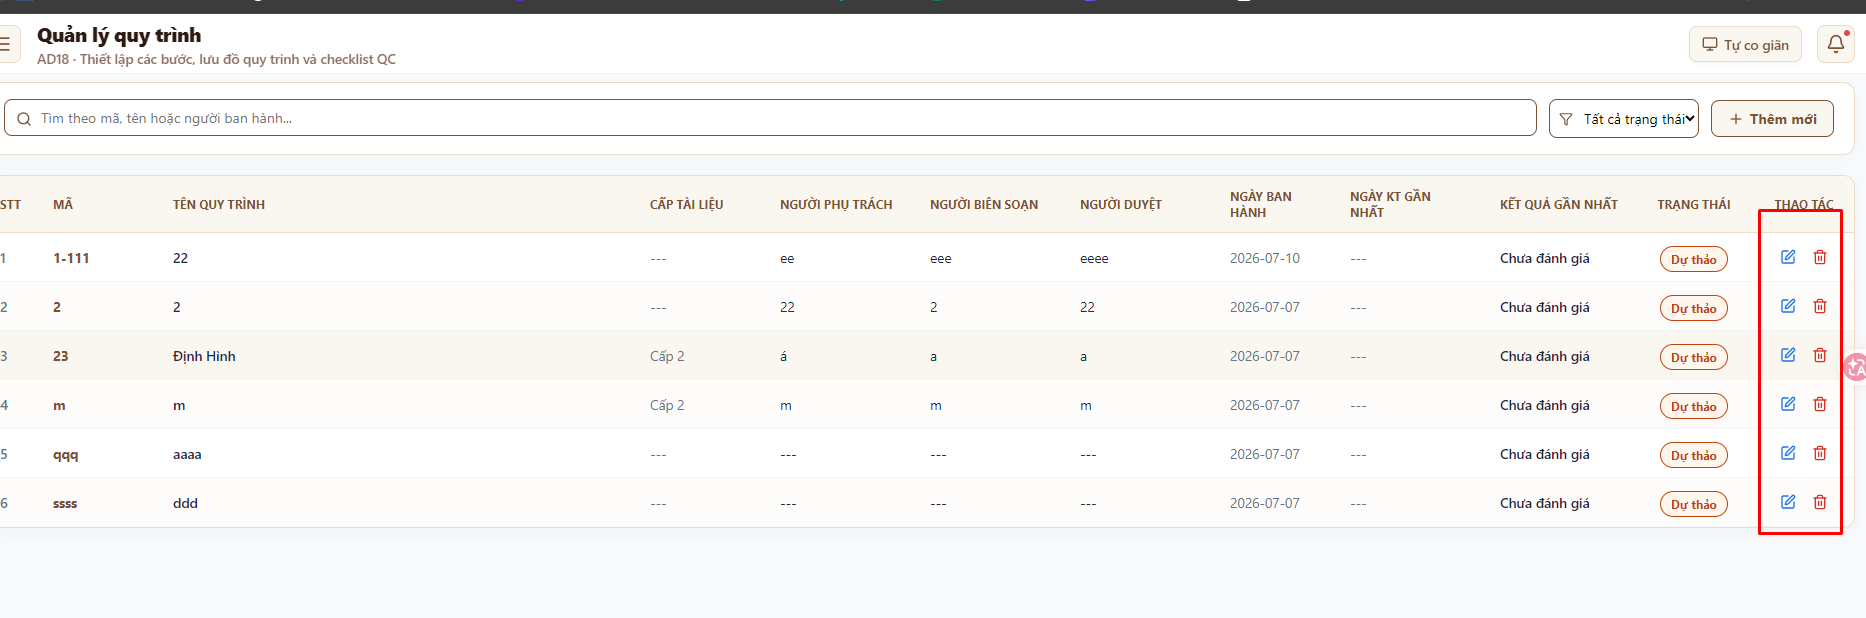 Quản lý quy trình
AD18 · Thiết lập các bước, lưu đồ quy trình và checklist QC
Tự co giãn
Tìm theo mã, tên hoặc người ban hành...
Tất cả trạng thái
+ Thêm mới
STT MÃ TÊN QUY TRÌNH CẤP TÀI LIỆU NGƯỜI PHỤ TRÁCH NGƯỜI BIÊN SOẠN NGƯỜI DUYỆT NGÀY BAN HÀNH NGÀY KT GẦN NHẤT KẾT QUẢ GẦN NHẤT TRẠNG THÁI THAO TÁC
1 1-111 22 --- ee eee eeee 2026-07-10 --- Chưa đánh giá Dự thảo
2 2 2 --- 22 2 22 2026-07-07 --- Chưa đánh giá Dự thảo
3 23 Định Hình Cấp 2 á a a 2026-07-07 --- Chưa đánh giá Dự thảo
4 m m Cấp 2 m m m 2026-07-07 --- Chưa đánh giá Dự thảo
5 qqq aaaa --- --- --- --- 2026-07-07 --- Chưa đánh giá Dự thảo
6 ssss ddd --- --- --- --- 2026-07-07 --- Chưa đánh giá Dự thảo